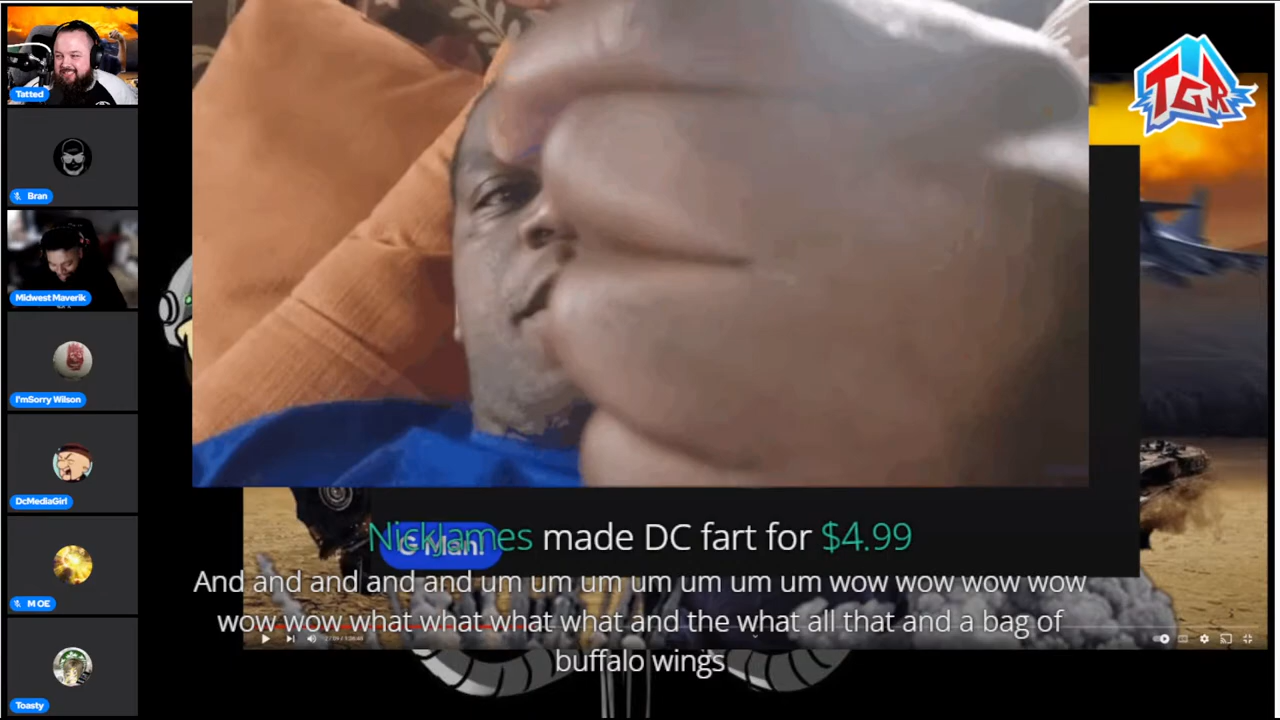 Tatted
Bran
Midwest Maverik
I'mSorry Wilson
DcMediaGirl
M OE
Toasty
TGR
G Man!
NickJames made DC fart for $4.99
And and and and and um um um um um um um wow wow wow wow
wow wow what what what what and the what all that and a bag of
buffalo wings